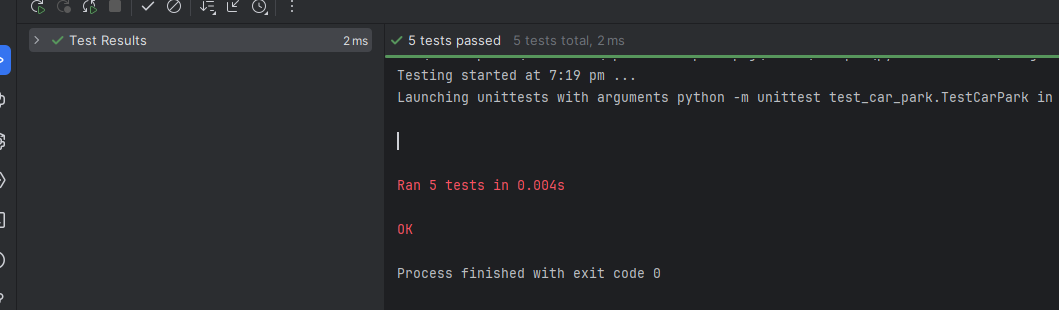 Test Results 2 ms
5 tests passed 5 tests total, 2 ms
Testing started at 7:19 pm ...
Launching unittests with arguments python -m unittest test_car_park.TestCarPark in
Ran 5 tests in 0.004s
OK
Process finished with exit code 0